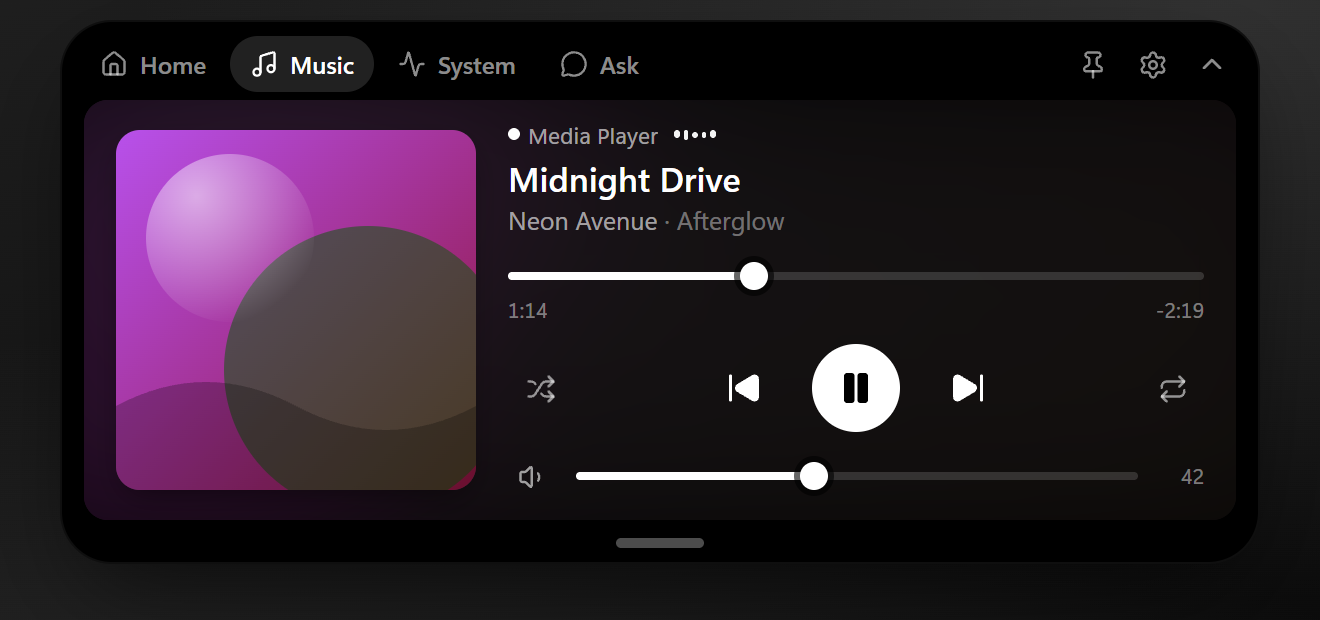 Home Music System Ask
Media Player
Midnight Drive
Neon Avenue · Afterglow
1:14 -2:19
42